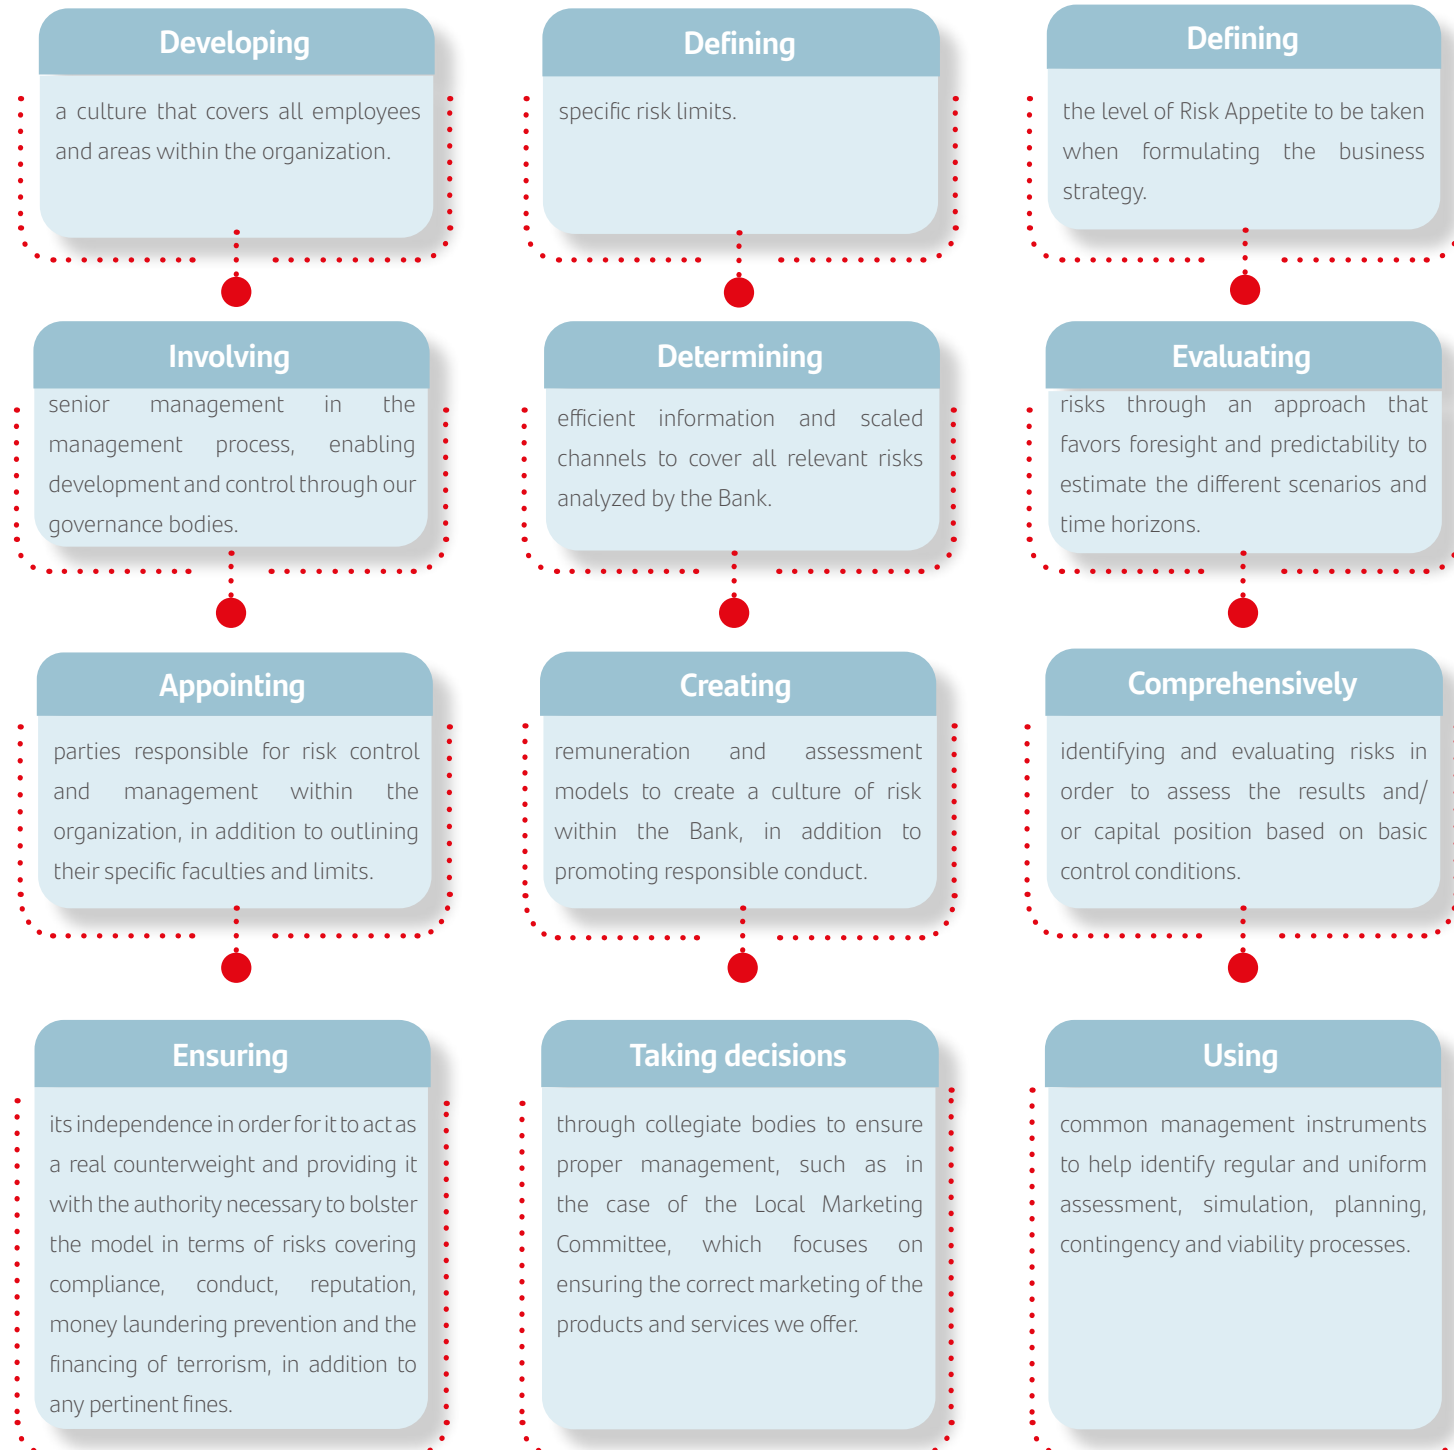 Developing
a culture that covers all employees
and areas within the organization.
Defining
specific risk limits.
Defining
the level of Risk Appetite to be taken
when formulating the business
strategy.
Involving
senior management in the
management process, enabling
development and control through our
governance bodies.
Determining
efficient information and scaled
channels to cover all relevant risks
analyzed by the Bank.
Evaluating
risks through an approach that
favors foresight and predictability to
estimate the different scenarios and
time horizons.
Appointing
parties responsible for risk control
and management within the
organization, in addition to outlining
their specific faculties and limits.
Creating
remuneration and assessment
models to create a culture of risk
within the Bank, in addition to
promoting responsible conduct.
Comprehensively
identifying and evaluating risks in
order to assess the results and/
or capital position based on basic
control conditions.
Ensuring
its independence in order for it to act as
a real counterweight and providing it
with the authority necessary to bolster
the model in terms of risks covering
compliance, conduct, reputation,
money laundering prevention and the
financing of terrorism, in addition to
any pertinent fines.
Taking decisions
through collegiate bodies to ensure
proper management, such as in
the case of the Local Marketing
Committee, which focuses on
ensuring the correct marketing of the
products and services we offer.
Using
common management instruments
to help identify regular and uniform
assessment, simulation, planning,
contingency and viability processes.